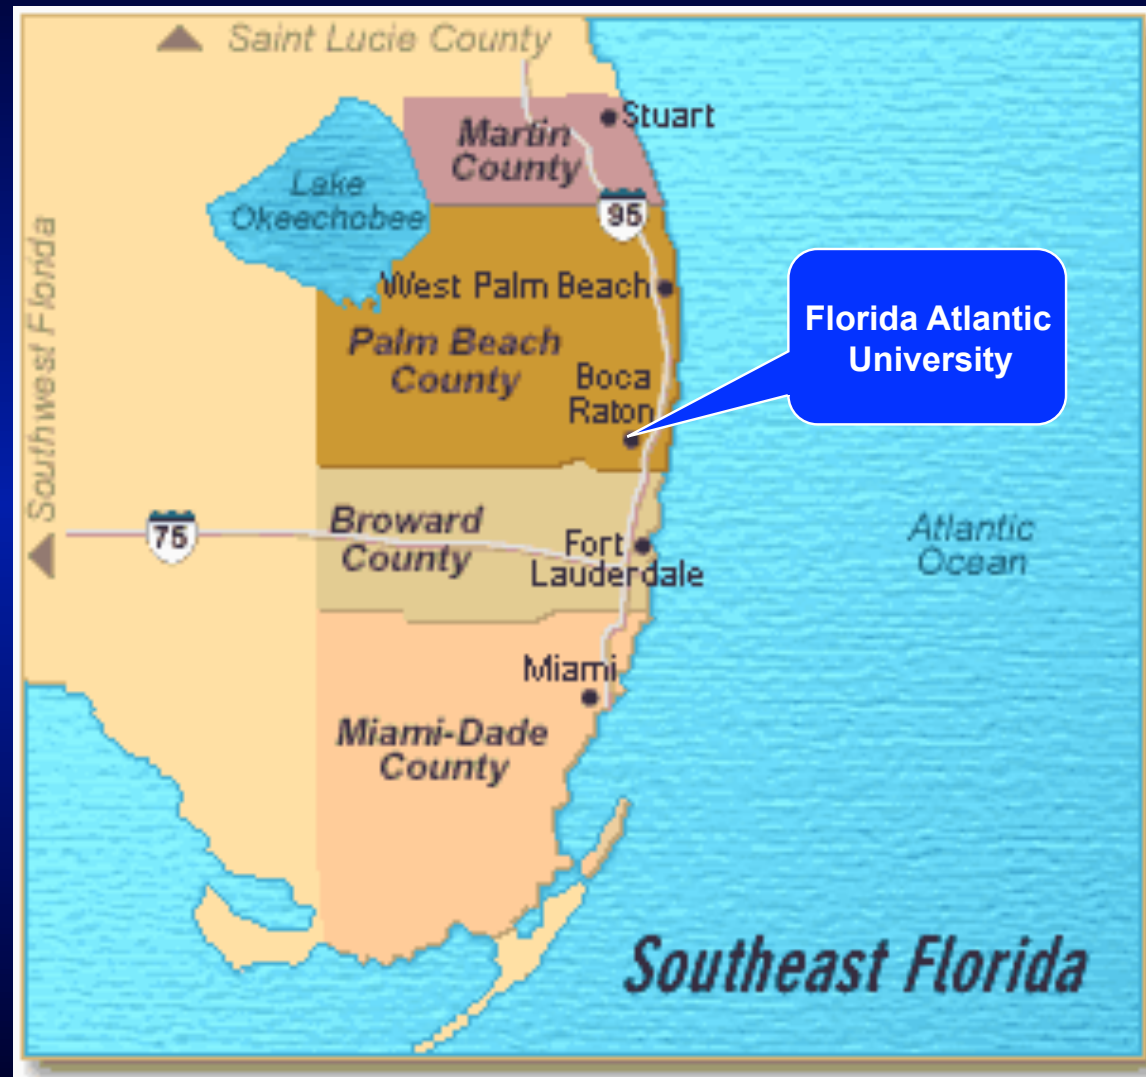 Saint Lucie County
Stuart
Martin
County
Lake
Okeechobee
95
West Palm Beach
Southwest Florida
Florida Atlantic
University
Palm Beach
County
Boca
Raton
75
Broward
County
Fort
Lauderdale
Atlantic
Ocean
Miami
Miami-Dade
County
Southeast Florida